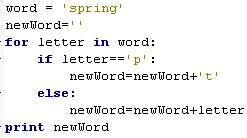 word = 'spring'
newWord=''
for letter in word:
    if letter=='p':
        newWord=newWord+'t'
    else:
        newWord=newWord+letter
print newWord